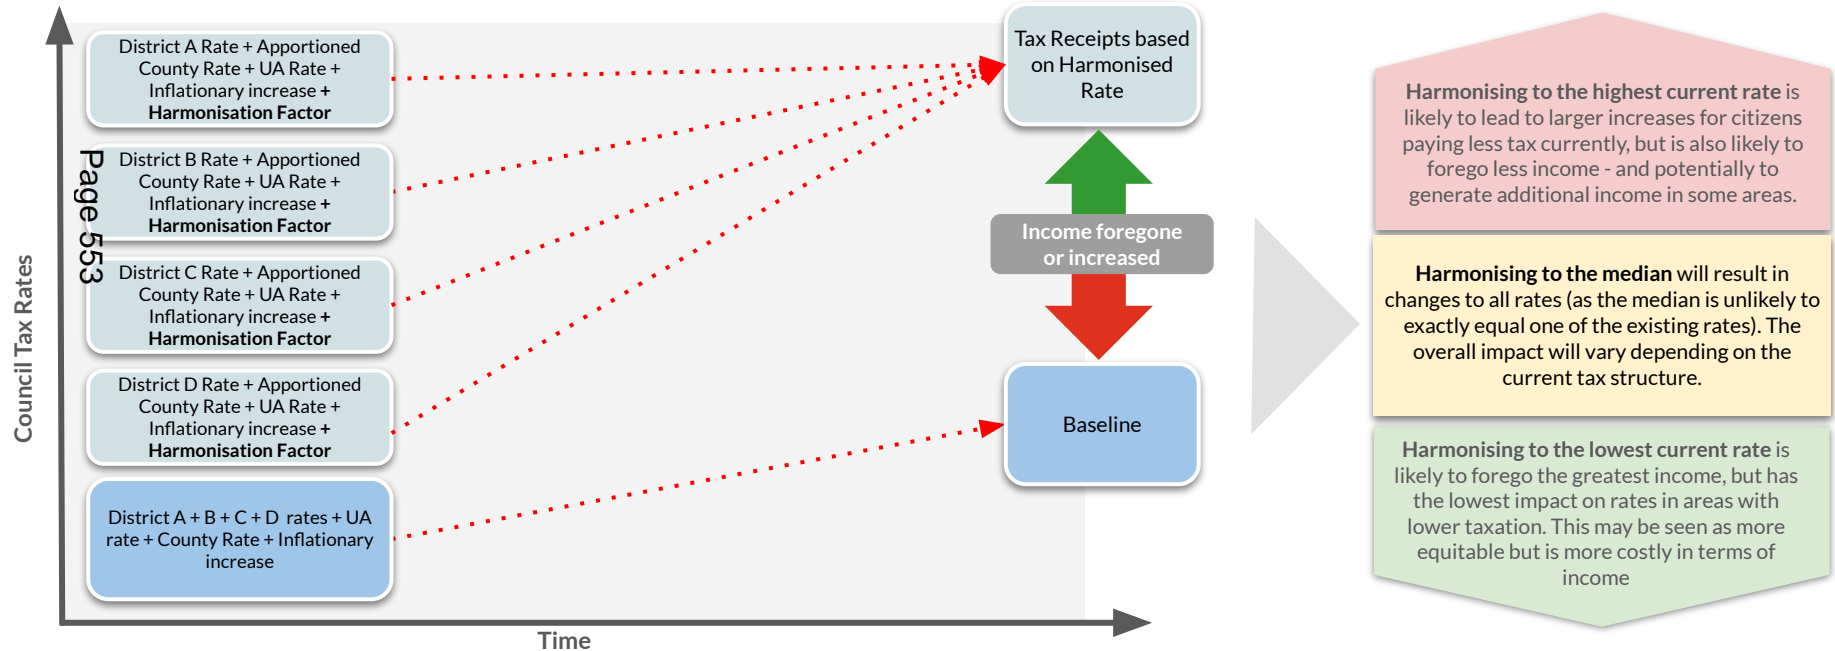 Council Tax Rates
Page 553
District A Rate + Apportioned
County Rate + UA Rate +
Inflationary increase +
Harmonisation Factor
District B Rate + Apportioned
County Rate + UA Rate +
Inflationary increase +
Harmonisation Factor
District C Rate + Apportioned
County Rate + UA Rate +
Inflationary increase +
Harmonisation Factor
District D Rate + Apportioned
County Rate + UA Rate +
Inflationary increase +
Harmonisation Factor
District A + B + C + D rates + UA
rate + County Rate + Inflationary
increase
Time
Tax Receipts based
on Harmonised
Rate
Income foregone
or increased
Baseline
Harmonising to the highest current rate is
likely to lead to larger increases for citizens
paying less tax currently, but is also likely to
forego less income - and potentially to
generate additional income in some areas.
Harmonising to the median will result in
changes to all rates (as the median is unlikely to
exactly equal one of the existing rates). The
overall impact will vary depending on the
current tax structure.
Harmonising to the lowest current rate is
likely to forego the greatest income, but has
the lowest impact on rates in areas with
lower taxation. This may be seen as more
equitable but is more costly in terms of
income